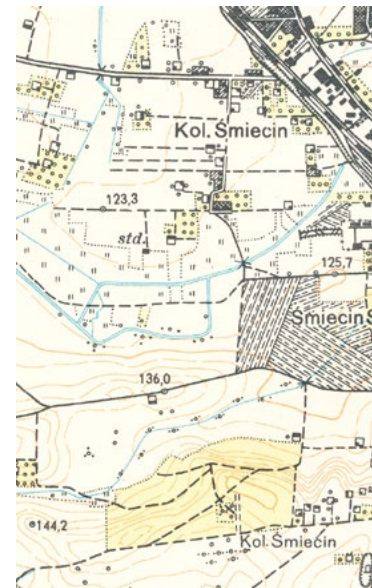 Kol. Śmiecin
123,3
std.
125,7
Śmiecin S
136,0
144,2
Kol. Śmiecin